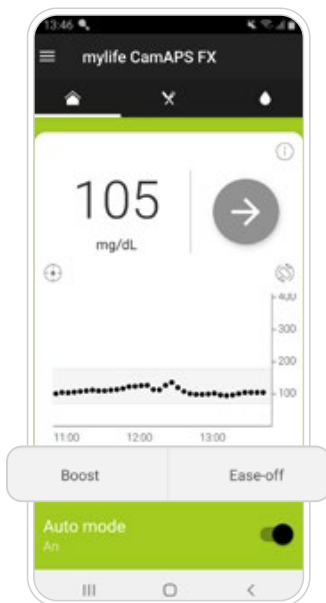 13:46
mylife CamAPS FX
105
mg/dL
400
300
200
100
11:00 12:00 13:00
Boost Ease-off
Auto mode
An